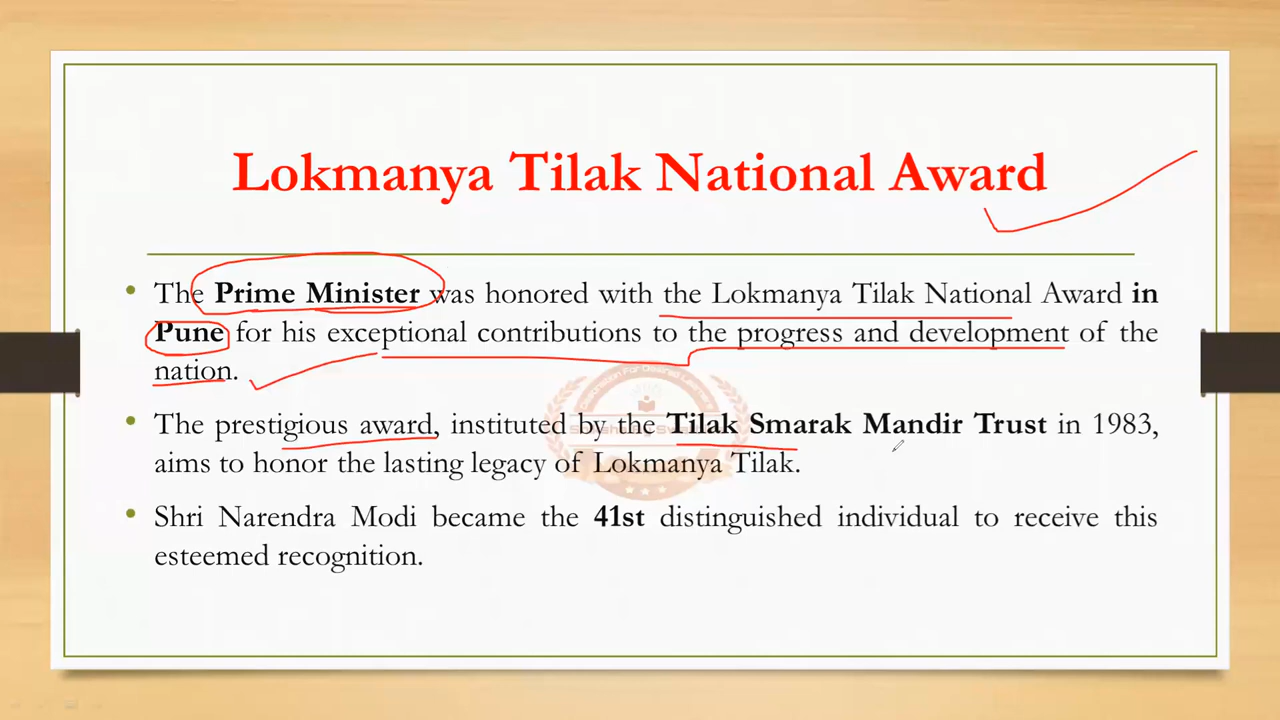 Lokmanya Tilak National Award
• The Prime Minister was honored with the Lokmanya Tilak National Award in
Pune for his exceptional contributions to the progress and development of the
nation.
• The prestigious award, instituted by the Tilak Smarak Mandir Trust in 1983,
aims to honor the lasting legacy of Lokmanya Tilak.
• Shri Narendra Modi became the 41st distinguished individual to receive this
esteemed recognition.